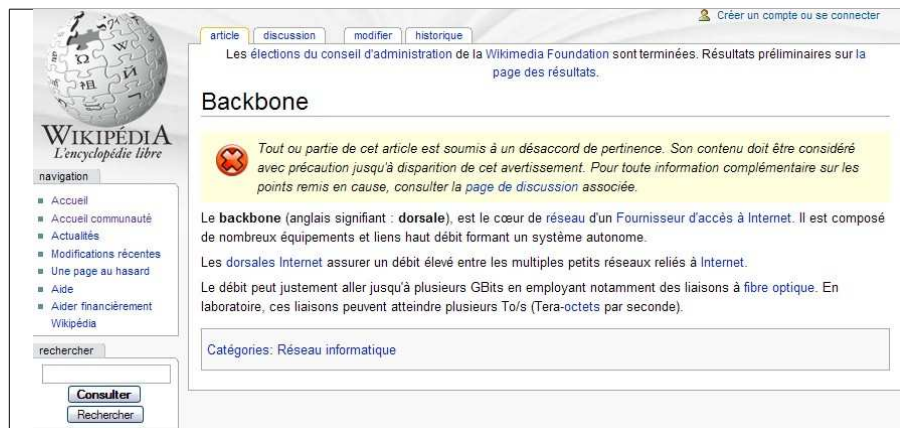 Créer un compte ou se connecter
article discussion modifier historique
Les élections du conseil d'administration de la Wikimedia Foundation sont terminées. Résultats préliminaires sur la
page des résultats.
Backbone
Tout ou partie de cet article est soumis à un désaccord de pertinence. Son contenu doit être considéré
avec précaution jusqu'à disparition de cet avertissement. Pour toute information complémentaire sur les
points remis en cause, consulter la page de discussion associée.
Le backbone (anglais signifiant : dorsale), est le cœur de réseau d'un Fournisseur d'accès à Internet. Il est composé
de nombreux équipements et liens haut débit formant un système autonome.
Les dorsales Internet assurer un débit élevé entre les multiples petits réseaux reliés à Internet.
Le débit peut justement aller jusqu'à plusieurs GBits en employant notamment des liaisons à fibre optique. En
laboratoire, ces liaisons peuvent atteindre plusieurs To/s (Tera-octets par seconde).
Catégories: Réseau informatique
WIKIPÉDIA
L'encyclopédie libre
navigation
Accueil
Accueil communauté
Actualités
Modifications récentes
Une page au hasard
Aide
Aider financièrement
Wikipédia
rechercher
Consulter
Rechercher